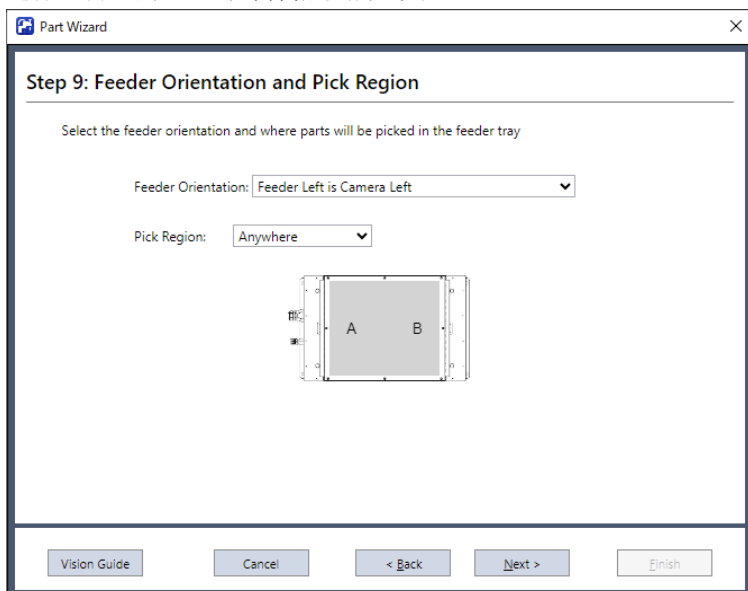 Part Wizard
Step 9: Feeder Orientation and Pick Region
Select the feeder orientation and where parts will be picked in the feeder tray
Feeder Orientation: Feeder Left is Camera Left
Pick Region: Anywhere
A B
Vision Guide Cancel < Back Next > Finish